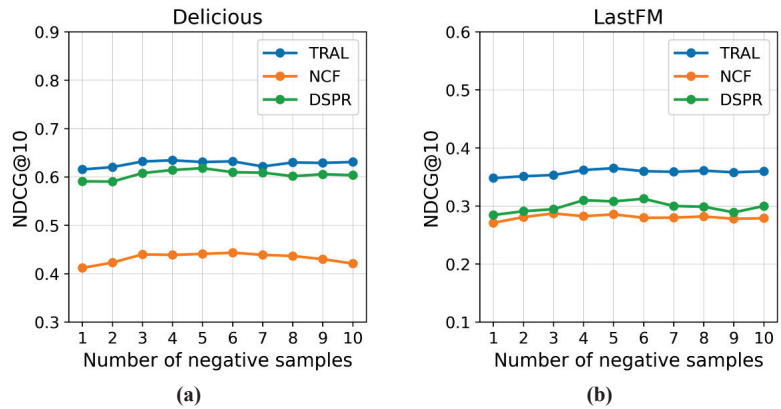 Delicious
0.9
0.8
0.7
0.6
0.5
0.4
0.3
NDCG@10
TRAL
NCF
DSPR
1 2 3 4 5 6 7 8 9 10
Number of negative samples
(a)
LastFM
0.6
0.5
0.4
0.3
0.2
0.1
NDCG@10
TRAL
NCF
DSPR
1 2 3 4 5 6 7 8 9 10
Number of negative samples
(b)